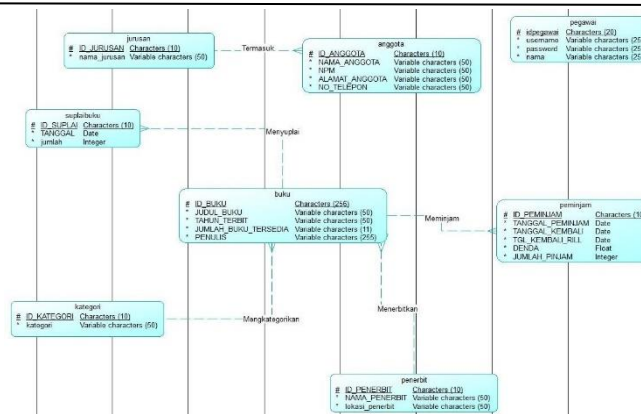 jurusan
# ID_JURUSAN Characters (10)
* nama_jurusan Variable characters (50)
Termasuk
anggota
# ID_ANGGOTA Characters (10)
* NAMA_ANGGOTA Variable characters (50)
* NPM Variable characters (50)
* ALAMAT_ANGGOTA Variable characters (50)
* NO_TELEPON Variable characters (50)
pegawai
# idpegawai Characters (20)
* username Variable characters (25
* password Variable characters (25
* nama Variable characters (25
suplaibuku
# ID_SUPLAI Characters (10)
* TANGGAL Date
* jumlah Integer
Menyuplai
buku
# ID_BUKU Characters (256)
* JUDUL_BUKU Variable characters (50)
* TAHUN_TERBIT Variable characters (50)
* JUMLAH_BUKU_TERSEDIA Variable characters (11)
* PENULIS Variable characters (255)
Meminjam
peminjam
# ID_PEMINJAM Characters (10
* TANGGAL_PEMINJAM Date
* TANGGAL_KEMBALI Date
* TGL_KEMBALI_RILL Date
* DENDA Float
* JUMLAH_PINJAM Integer
kategori
# ID_KATEGORI Characters (10)
* kategori Variable characters (50)
Mengkategorikan
Menerbitkan
penerbit
# ID_PENERBIT Characters (10)
* NAMA_PENERBIT Variable characters (50)
* lokasi_penerbit Variable characters (50)